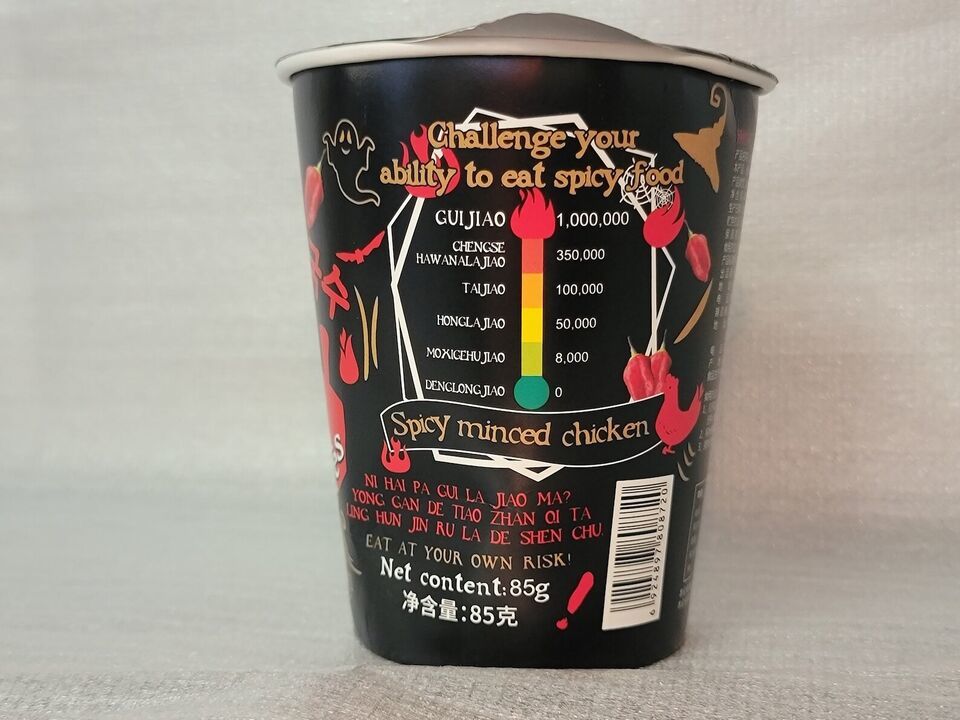 Challenge your
ability to eat spicy food
GUIJIAO 1,000,000
CHENGSE
HAWANALAJIAO 350,000
TAIJIAO 100,000
HONGLAJIAO 50,000
MOXIGEHUJIAO 8,000
DENGLONGJIAO 0
Spicy minced chicken
NI HAI PA GUI LA JIAO MA?
YONG GAN DE TIAO ZHAN QI TA
LING HUN JIN RU LA DE SHEN CHU.
EAT AT YOUR OWN RISK!
Net content:85g
净含量:85克
6924897808720